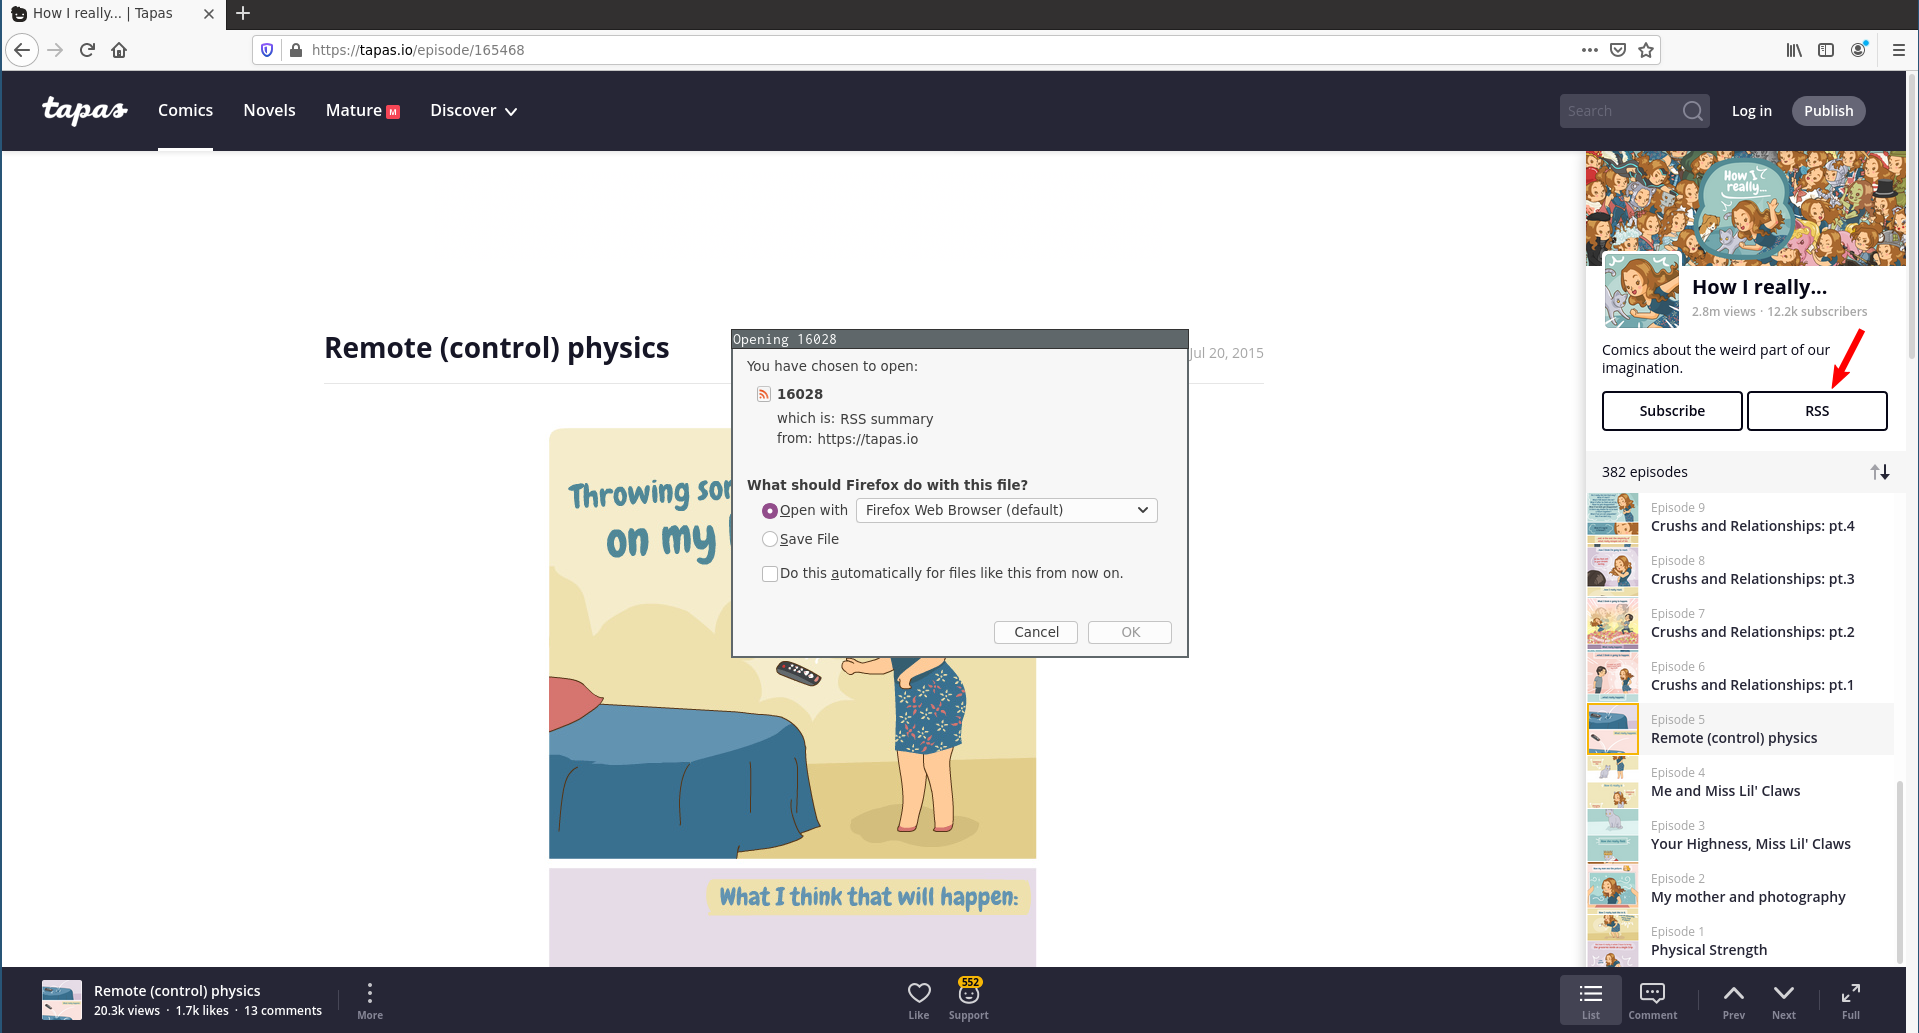 How I really... | Tapas
https://tapas.io/episode/165468
tapas
Comics
Novels
Mature M
Discover
Search
Log in
Publish
How I really...
How I really...
2.8m views · 12.2k subscribers
Comics about the weird part of our
imagination.
Subscribe
RSS
382 episodes
Episode 9
Crushs and Relationships: pt.4
Episode 8
Crushs and Relationships: pt.3
Episode 7
Crushs and Relationships: pt.2
Episode 6
Crushs and Relationships: pt.1
Episode 5
Remote (control) physics
Episode 4
Me and Miss Lil' Claws
Episode 3
Your Highness, Miss Lil' Claws
Episode 2
My mother and photography
Episode 1
Physical Strength
Remote (control) physics
Jul 20, 2015
Throwing
on my
What I think that will happen:
Opening 16028
You have chosen to open:
16028
which is: RSS summary
from: https://tapas.io
What should Firefox do with this file?
Open with Firefox Web Browser (default)
Save File
Do this automatically for files like this from now on.
Cancel
OK
Remote (control) physics
20.3k views · 1.7k likes · 13 comments
More
Like
552
Support
List
Comment
Prev
Next
Full